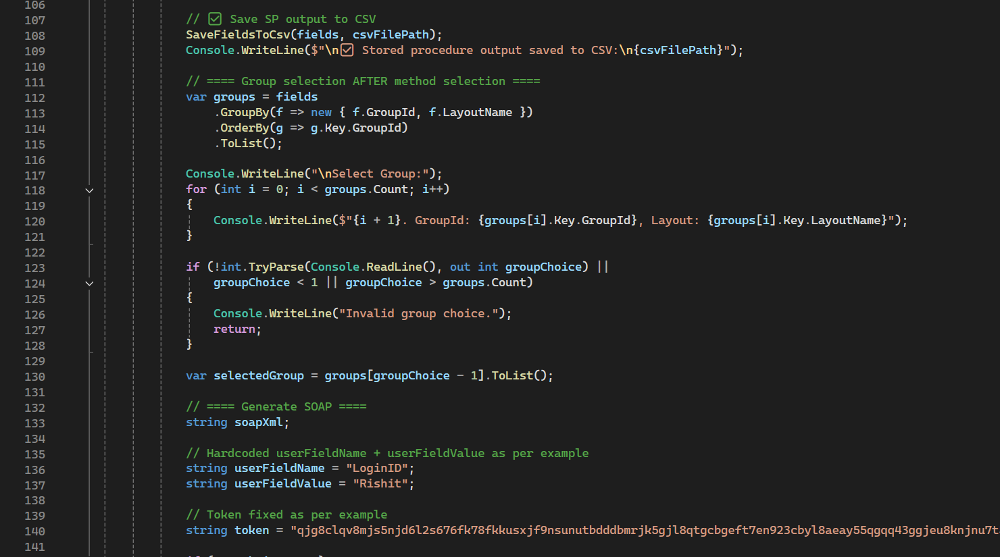 106
107 // ✅ Save SP output to CSV
108 SaveFieldsToCsv(fields, csvFilePath);
109 Console.WriteLine($"\n✅ Stored procedure output saved to CSV:\n{csvFilePath}");
110
111 // ==== Group selection AFTER method selection ====
112 var groups = fields
113 .GroupBy(f => new { f.GroupId, f.LayoutName })
114 .OrderBy(g => g.Key.GroupId)
115 .ToList();
116
117 Console.WriteLine("\nSelect Group:");
118 for (int i = 0; i < groups.Count; i++)
119 {
120 Console.WriteLine($"{i + 1}. GroupId: {groups[i].Key.GroupId}, Layout: {groups[i].Key.LayoutName}");
121 }
122
123 if (!int.TryParse(Console.ReadLine(), out int groupChoice) ||
124 groupChoice < 1 || groupChoice > groups.Count)
125 {
126 Console.WriteLine("Invalid group choice.");
127 return;
128 }
129
130 var selectedGroup = groups[groupChoice - 1].ToList();
131
132 // ==== Generate SOAP ====
133 string soapXml;
134
135 // Hardcoded userFieldName + userFieldValue as per example
136 string userFieldName = "LoginID";
137 string userFieldValue = "Rishit";
138
139 // Token fixed as per example
140 string token = "qjg8clqv8mjs5njd6l2s676fk78fkkusxjf9nsunutbdddbmrjk5gjl8qtgcbgeft7en923cbyl8aeay55qgqq43ggjeu8knjnu7t
141